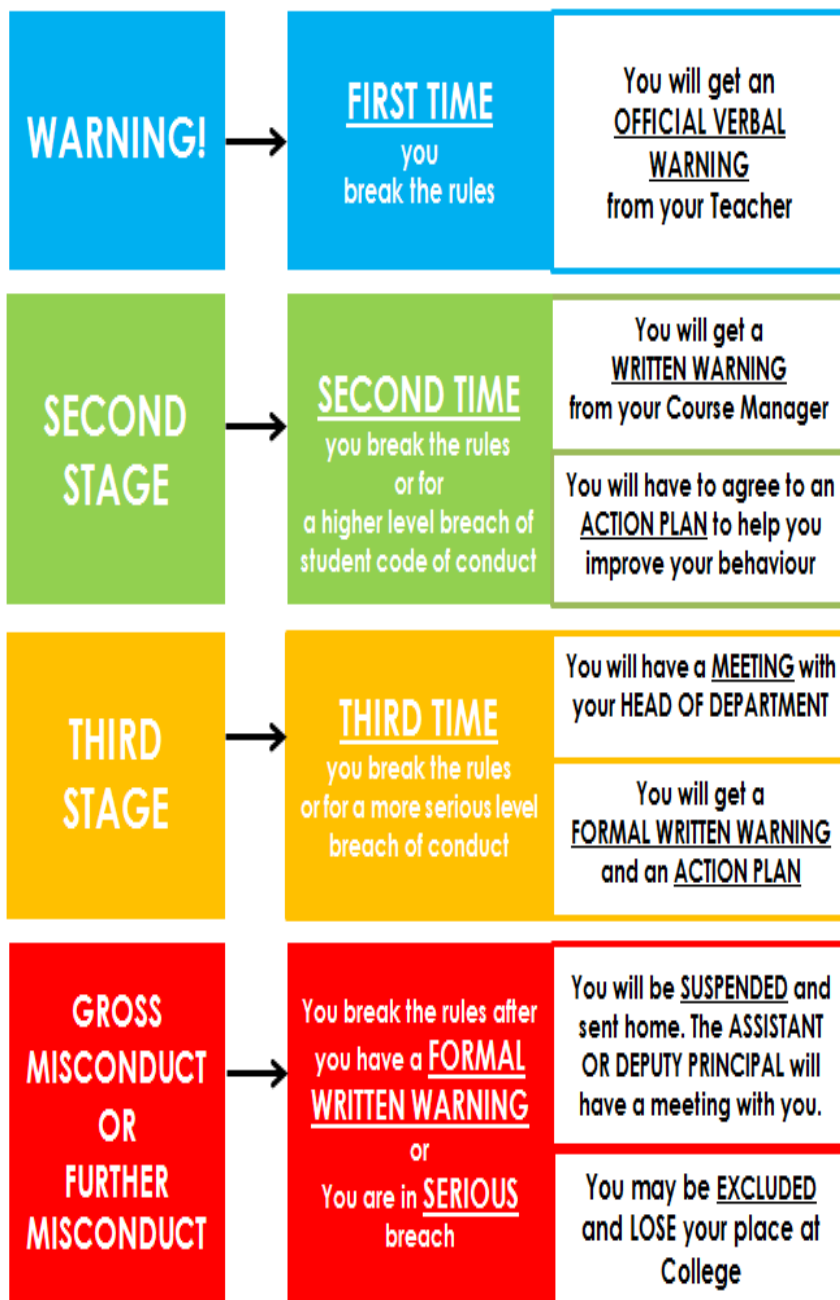 WARNING!
FIRST TIME
you
break the rules
You will get an
OFFICIAL VERBAL
WARNING
from your Teacher
SECOND
STAGE
SECOND TIME
you break the rules
or for
a higher level breach of
student code of conduct
You will get a
WRITTEN WARNING
from your Course Manager
You will have to agree to an
ACTION PLAN to help you
improve your behaviour
THIRD
STAGE
THIRD TIME
you break the rules
or for a more serious level
breach of conduct
You will have a MEETING with
your HEAD OF DEPARTMENT
You will get a
FORMAL WRITTEN WARNING
and an ACTION PLAN
GROSS
MISCONDUCT
OR
FURTHER
MISCONDUCT
You break the rules after
you have a FORMAL
WRITTEN WARNING
or
You are in SERIOUS
breach
You will be SUSPENDED and
sent home. The ASSISTANT
OR DEPUTY PRINCIPAL will
have a meeting with you.
You may be EXCLUDED
and LOSE your place at
College